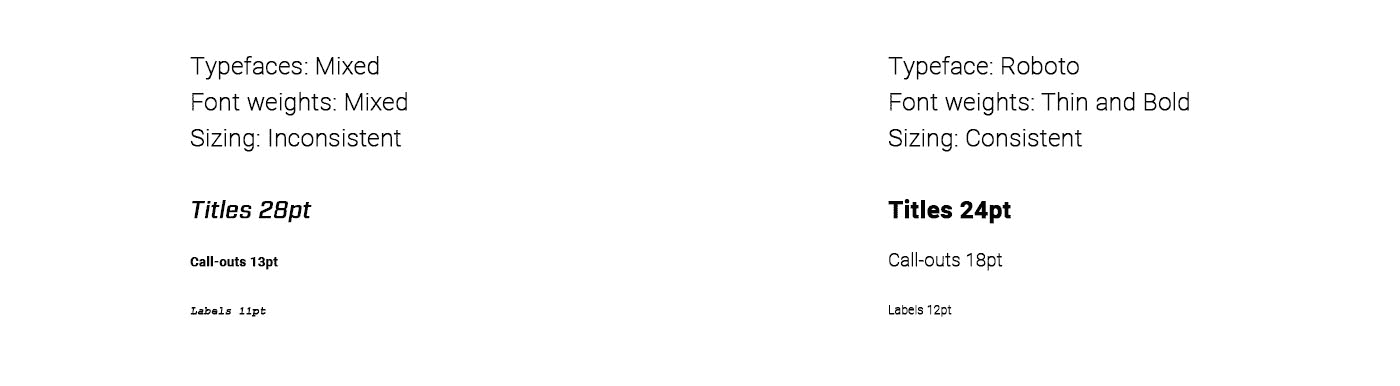 Typefaces: Mixed
Font weights: Mixed
Sizing: Inconsistent
Titles 28pt
Call-outs 13pt
Labels 11pt
Typeface: Roboto
Font weights: Thin and Bold
Sizing: Consistent
Titles 24pt
Call-outs 18pt
Labels 12pt